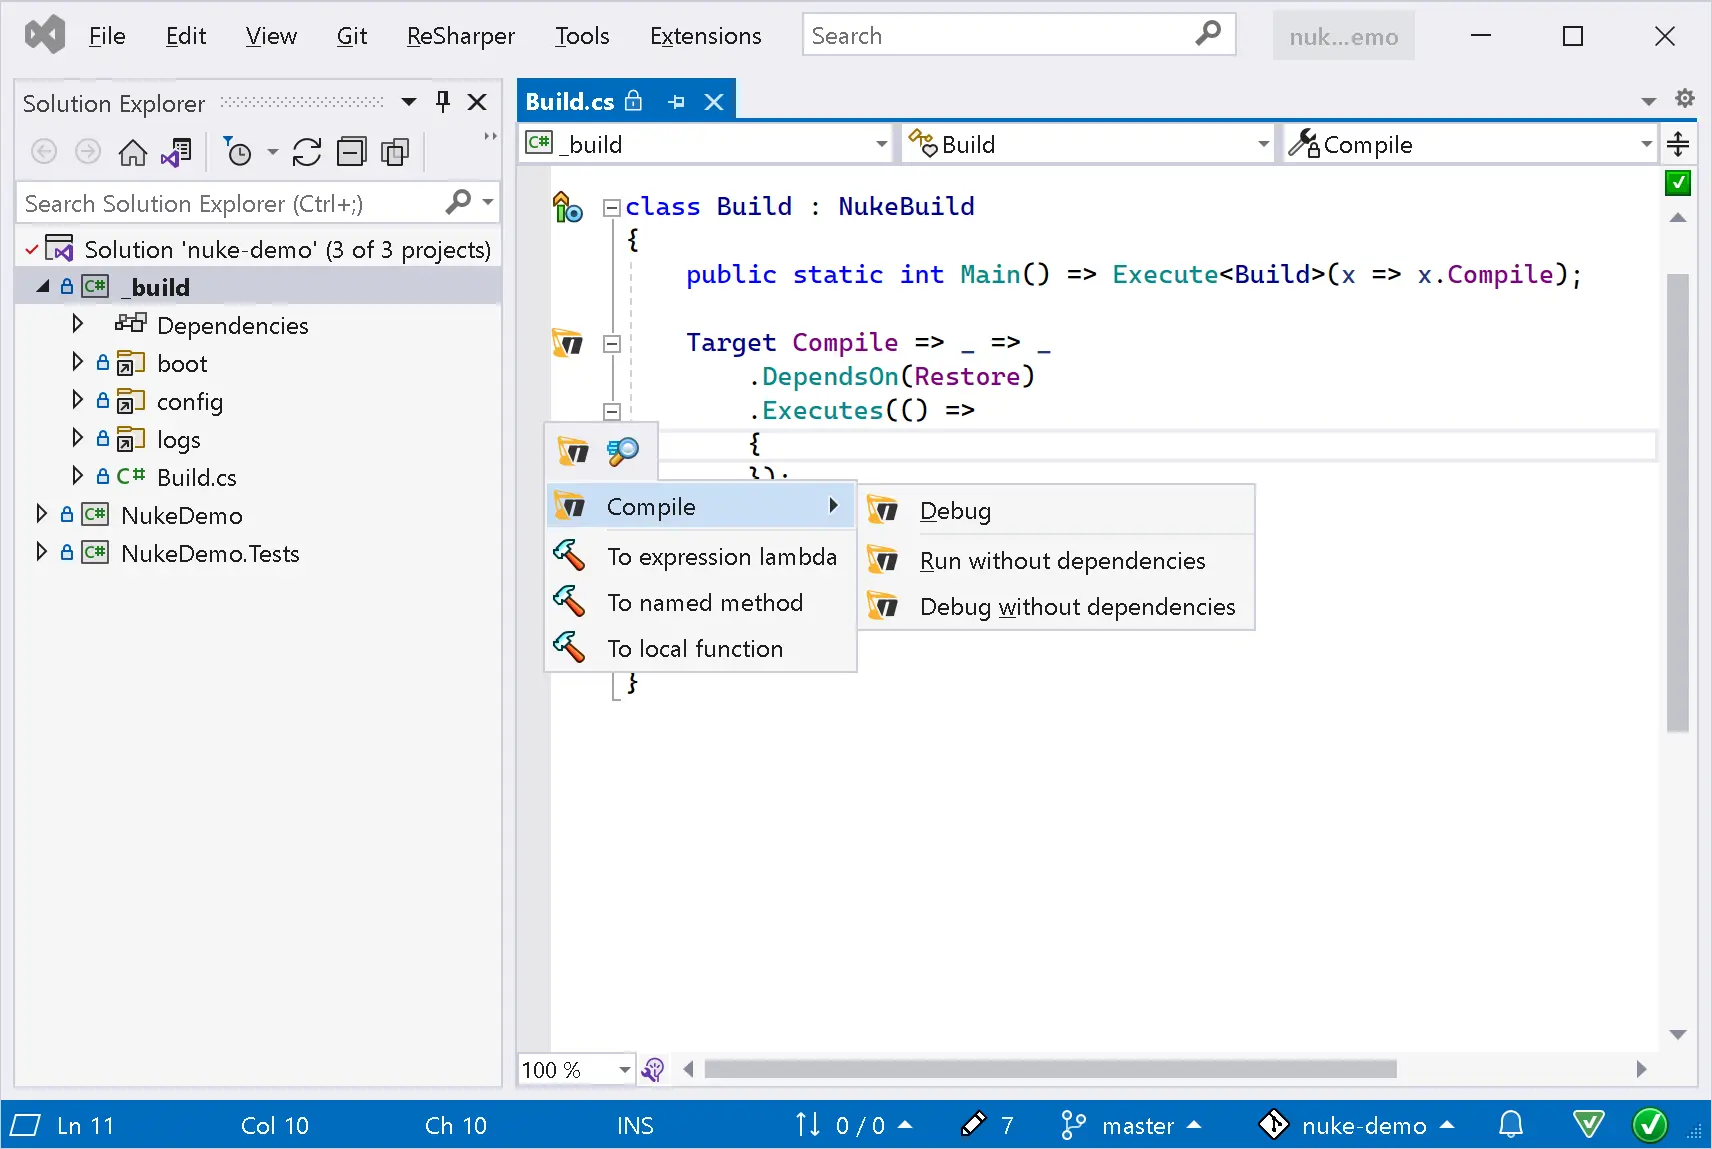 File Edit View Git ReSharper Tools Extensions Search nuk...emo
Solution Explorer
Search Solution Explorer (Ctrl+;)
Solution 'nuke-demo' (3 of 3 projects)
C# _build
Dependencies
boot
config
logs
C# Build.cs
C# NukeDemo
C# NukeDemo.Tests
Build.cs
C# _build Build Compile
class Build : NukeBuild
{
public static int Main() => Execute<Build>(x => x.Compile);
Target Compile => _ => _
.DependsOn(Restore)
.Executes(() =>
{
});
Compile
To expression lambda
To named method
To local function
Debug
Run without dependencies
Debug without dependencies
}
100 %
Ln 11 Col 10 Ch 10 INS 0 / 0 7 master nuke-demo